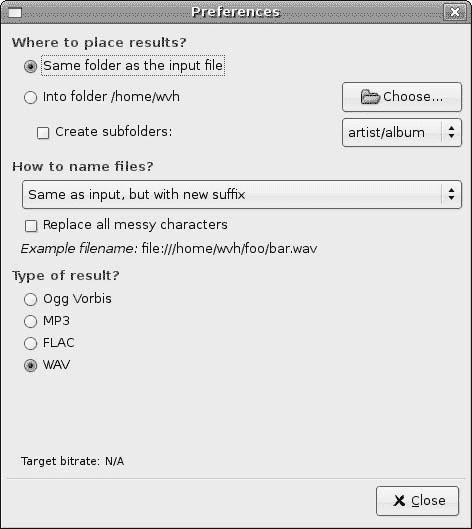 Preferences
Where to place results?
Same folder as the input file
Into folder /home/wvh
Choose...
Create subfolders:
artist/album
How to name files?
Same as input, but with new suffix
Replace all messy characters
Example filename: file:///home/wvh/foo/bar.wav
Type of result?
Ogg Vorbis
MP3
FLAC
WAV
Target bitrate: N/A
Close